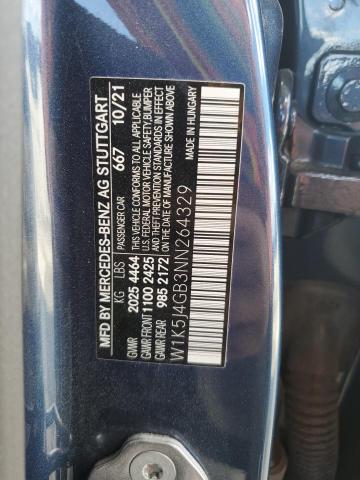 MFD BY MERCEDES-BENZ AG STUTTGART
PASSENGER CAR 667 10/21
KG LBS
GVWR 2025 4464
GAWR FRONT 1100 2425
GAWR REAR 985 2172
THIS VEHICLE CONFORMS TO ALL APPLICABLE
U.S. FEDERAL MOTOR VEHICLE SAFETY, BUMPER
AND THEFT PREVENTION STANDARDS IN EFFECT
ON THE DATE OF MANUFACTURE SHOWN ABOVE
W1K5J4GB3NN264329
MADE IN HUNGARY